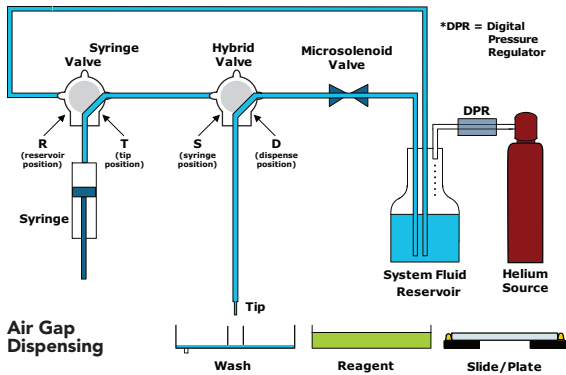 *DPR = Digital
Pressure
Regulator
Syringe
Valve
Hybrid
Valve
Microsolenoid
Valve
DPR
R
(reservoir
position)
T
(tip
position)
S
(syringe
position)
D
(dispense
position)
Syringe
System Fluid
Reservoir
Helium
Source
Tip
Air Gap
Dispensing
Wash
Reagent
Slide/Plate